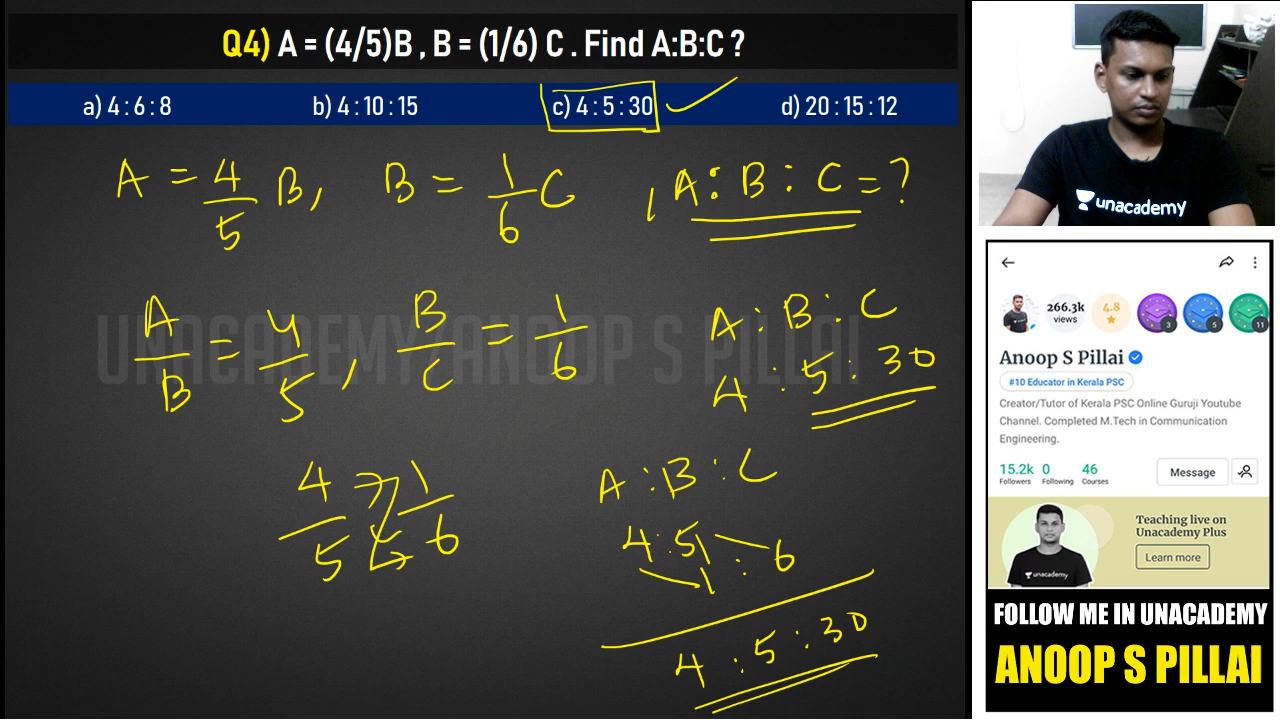 Q4) A = (4/5)B , B = (1/6) C . Find A:B:C ?
a) 4 : 6 : 8 b) 4 : 10 : 15 c) 4 : 5 : 30 d) 20 : 15 : 12
A = 4/5 B, B = 1/6 C , A : B : C = ?
UNACADEMY ANOOP S PILLAI
A/B = 4/5 , B/C = 1/6
A : B : C
4 : 5 : 30
4/5 1/6
A : B : C
4 : 5
1 : 6
4 : 5 : 30
unacademy
266.3k 4.8 3 5 11
views
Anoop S Pillai
#10 Educator in Kerala PSC
Creator/Tutor of Kerala PSC Online Guruji Youtube
Channel. Completed M.Tech in Communication
Engineering.
15.2k 0 46 Message
Followers Following Courses
Teaching live on
Unacademy Plus
Learn more
unacademy
FOLLOW ME IN UNACADEMY
ANOOP S PILLAI